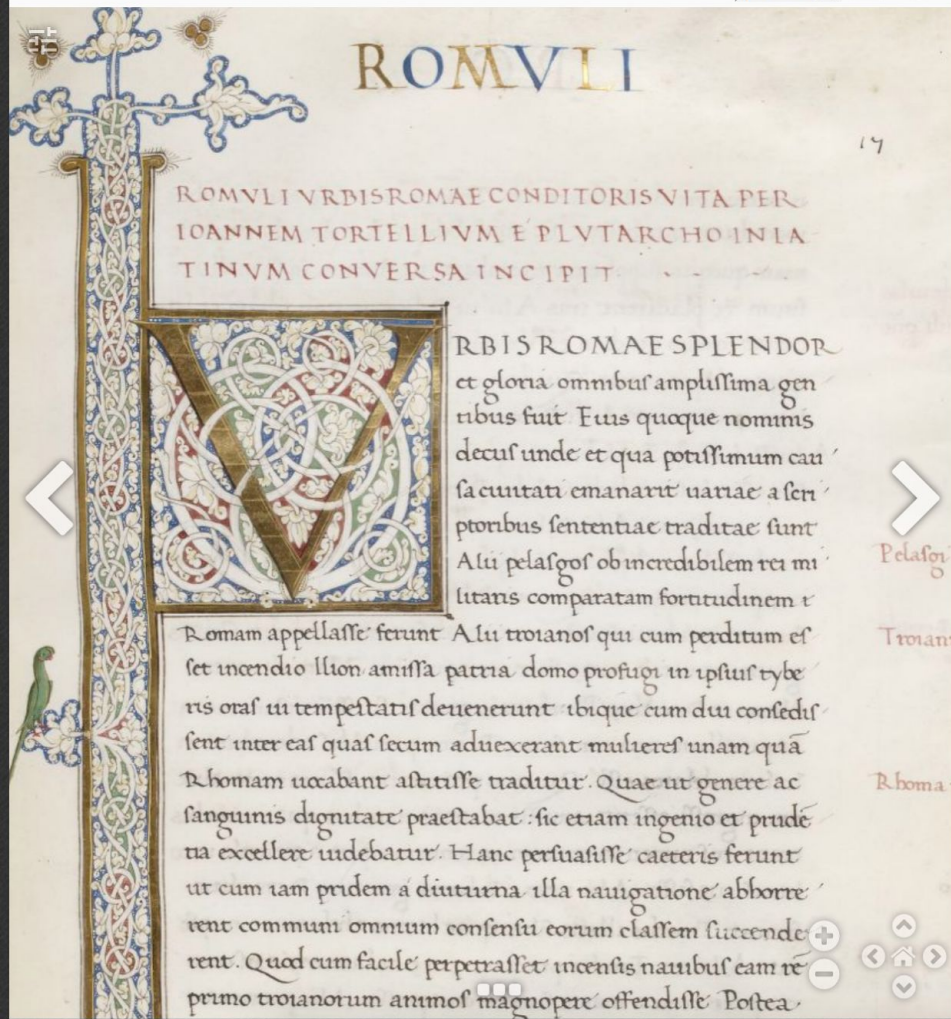 ROMVLI
17
ROMVLI VRBIS ROMAE CONDITORIS VITA PER
IOANNEM TORTELLIVM E PLVTARCHO IN LA
TINVM CONVERSA INCIPIT
VRBIS ROMAE SPLENDOR
et gloria omnibuſ ampliſſima gen
tibus fuit Eius quoque nominis
decuſ unde et qua potiſſimum cau
ſa ciuitati emanarit uariae a ſcri
ptoribus ſententiae traditae ſunt
Alii pelaſgoſ ob incredibilem rei mi
litaris comparatam fortitudinem
Pelaſgi
Romam appellaſſe ferunt Alii troianoſ qui cum perditum eſ
Troian
ſet incendio Ilion amiſſa patria domo profugi in ipſiuſ tybe
ris oraſ ui tempeſtatiſ deuenerunt ibique cum diu conſediſ
ſent inter eaſ quaſ ſecum aduexerant muliereſ unam quā
Rhomam uocabant aſtitiſſe traditur. Quae ut genere ac
Rhoma
ſanguinis dignitate praeſtabat : ſic etiam ingenio et prudē
tia excellere uidebatur. Hanc perſuaſiſſe caeteris ferunt
ut cum iam pridem a diuturna illa nauigatione abhorre
rent communi omnium conſenſu eorum claſſem ſuccende
rent. Quod cum facile perpetraſſet incenſis nauibuſ eam rē
primo troianorum animoſ magnopere offendiſſe Poſtea